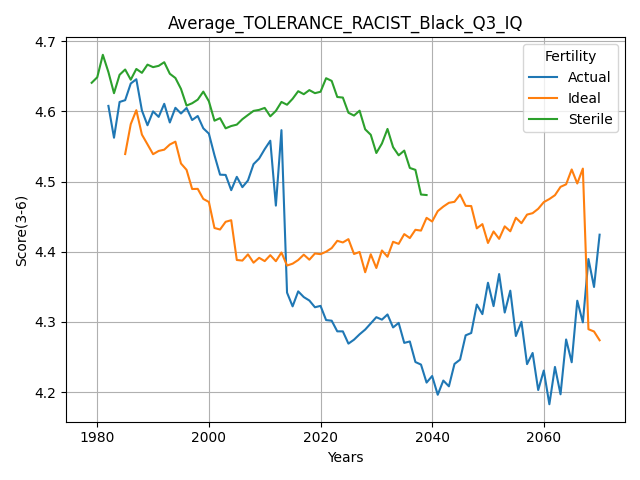 Average_TOLERANCE_RACIST_Black_Q3_IQ
Fertility
Actual
Ideal
Sterile
Score(3-6)
4.7
4.6
4.5
4.4
4.3
4.2
1980
2000
2020
2040
2060
Years